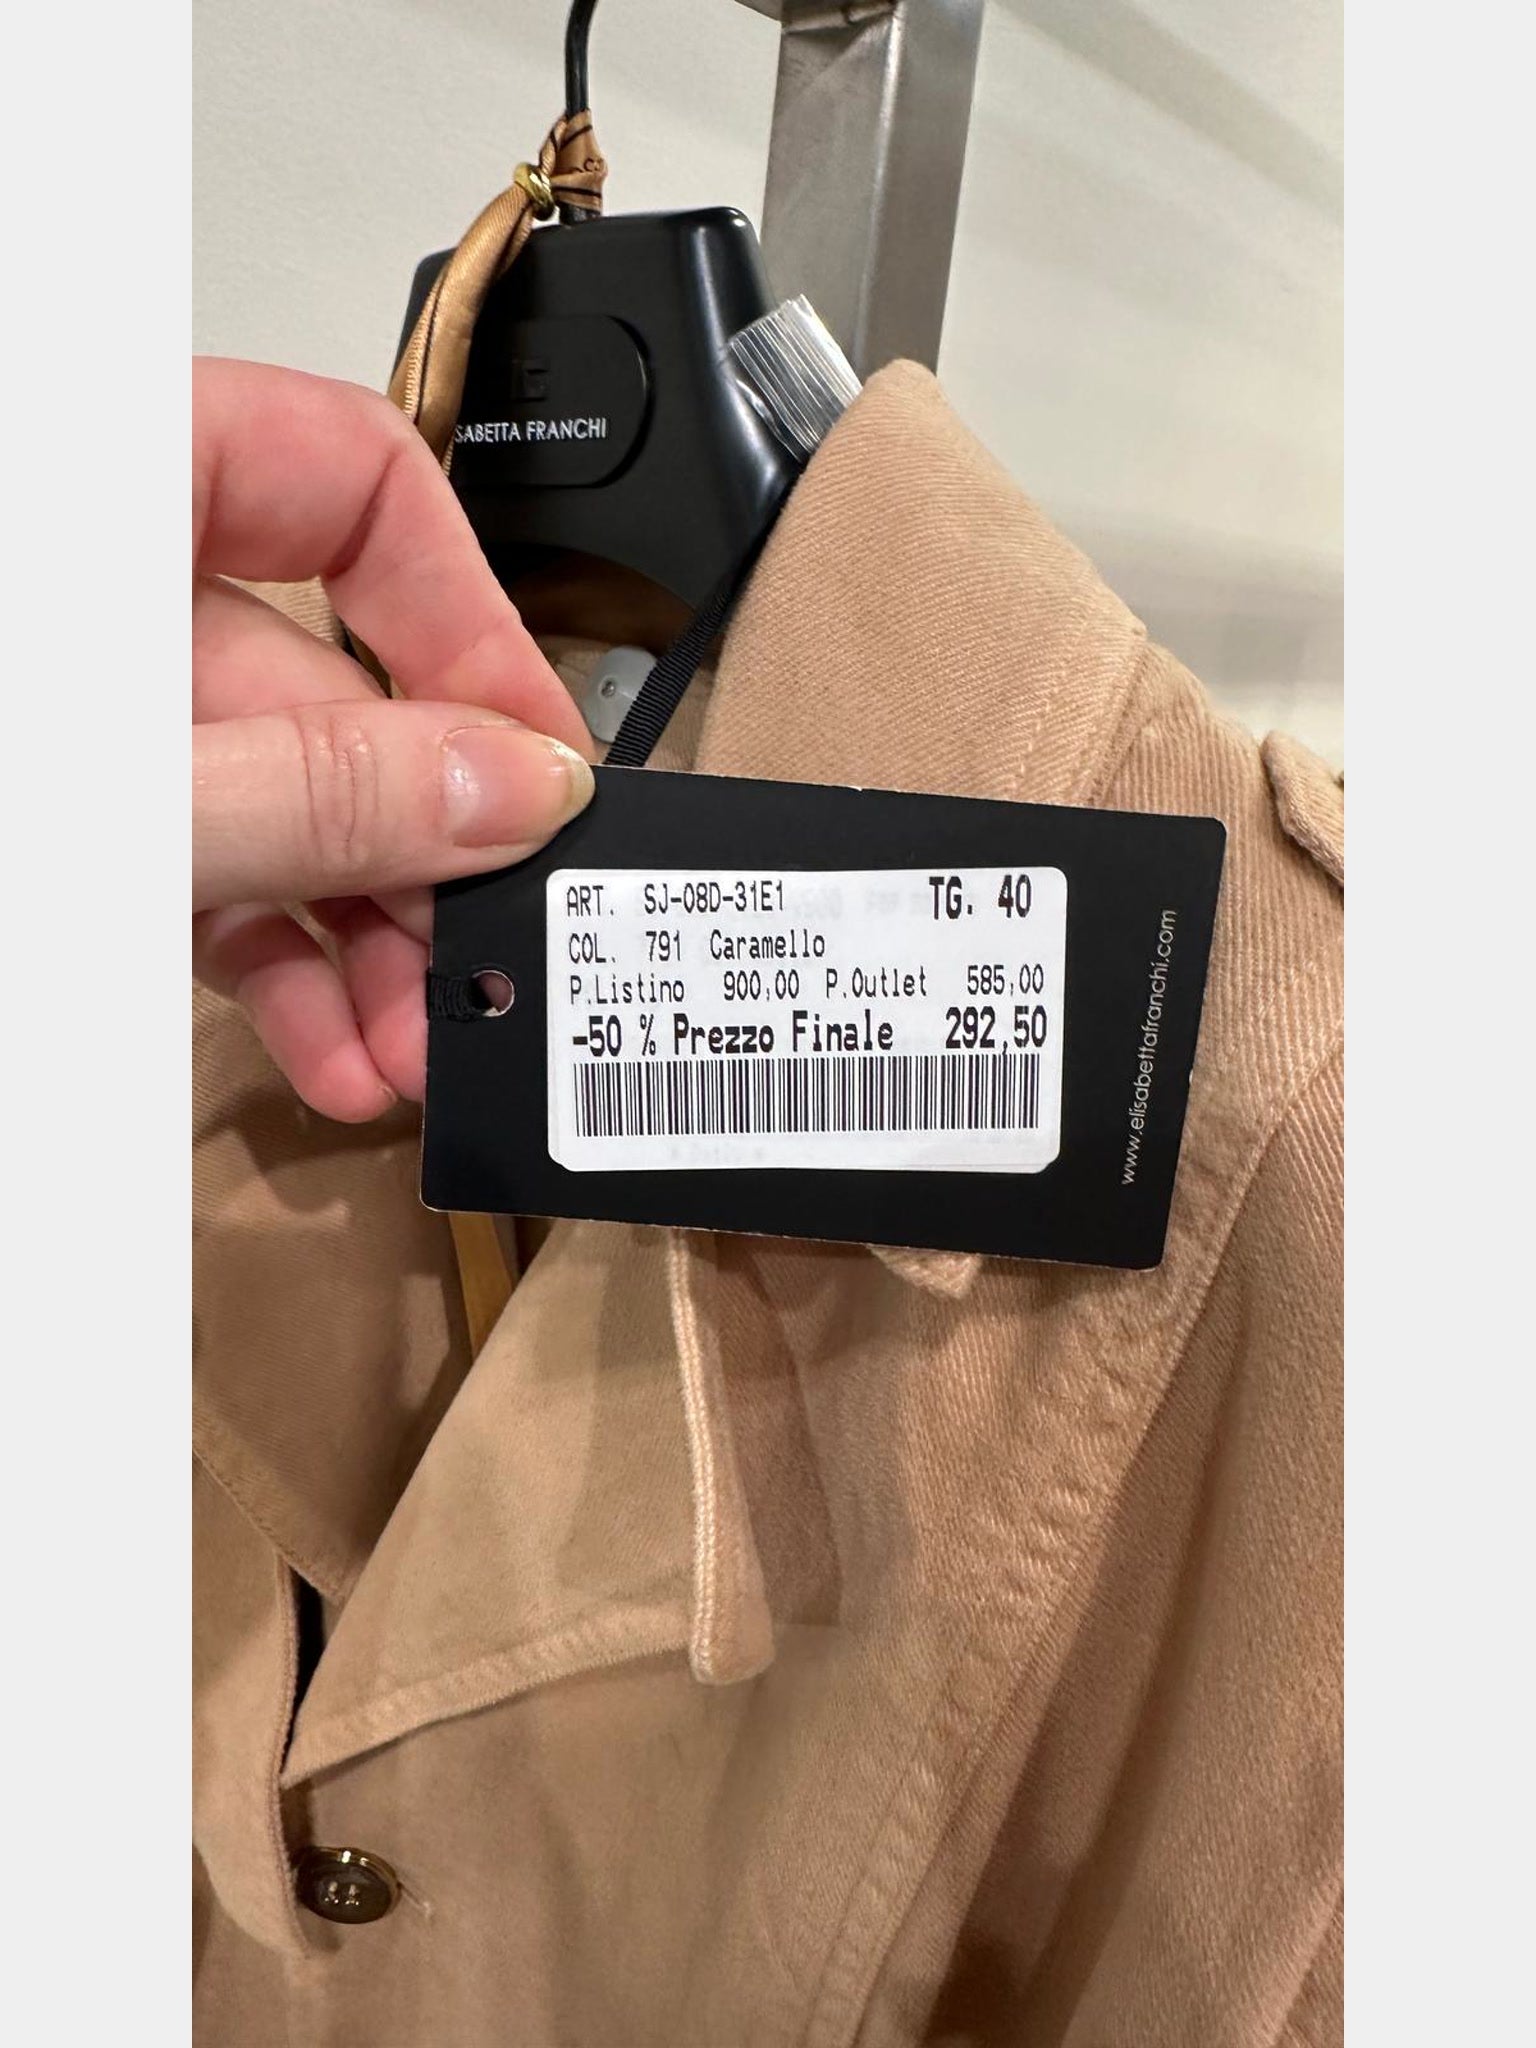 SABETTA FRANCHI
ART. SJ-08D-31E1 TG. 40
COL. 791 Caramello
P.Listino 900,00 P.Outlet 585,00
-50 % Prezzo Finale 292,50
www.elisabettafranchi.com